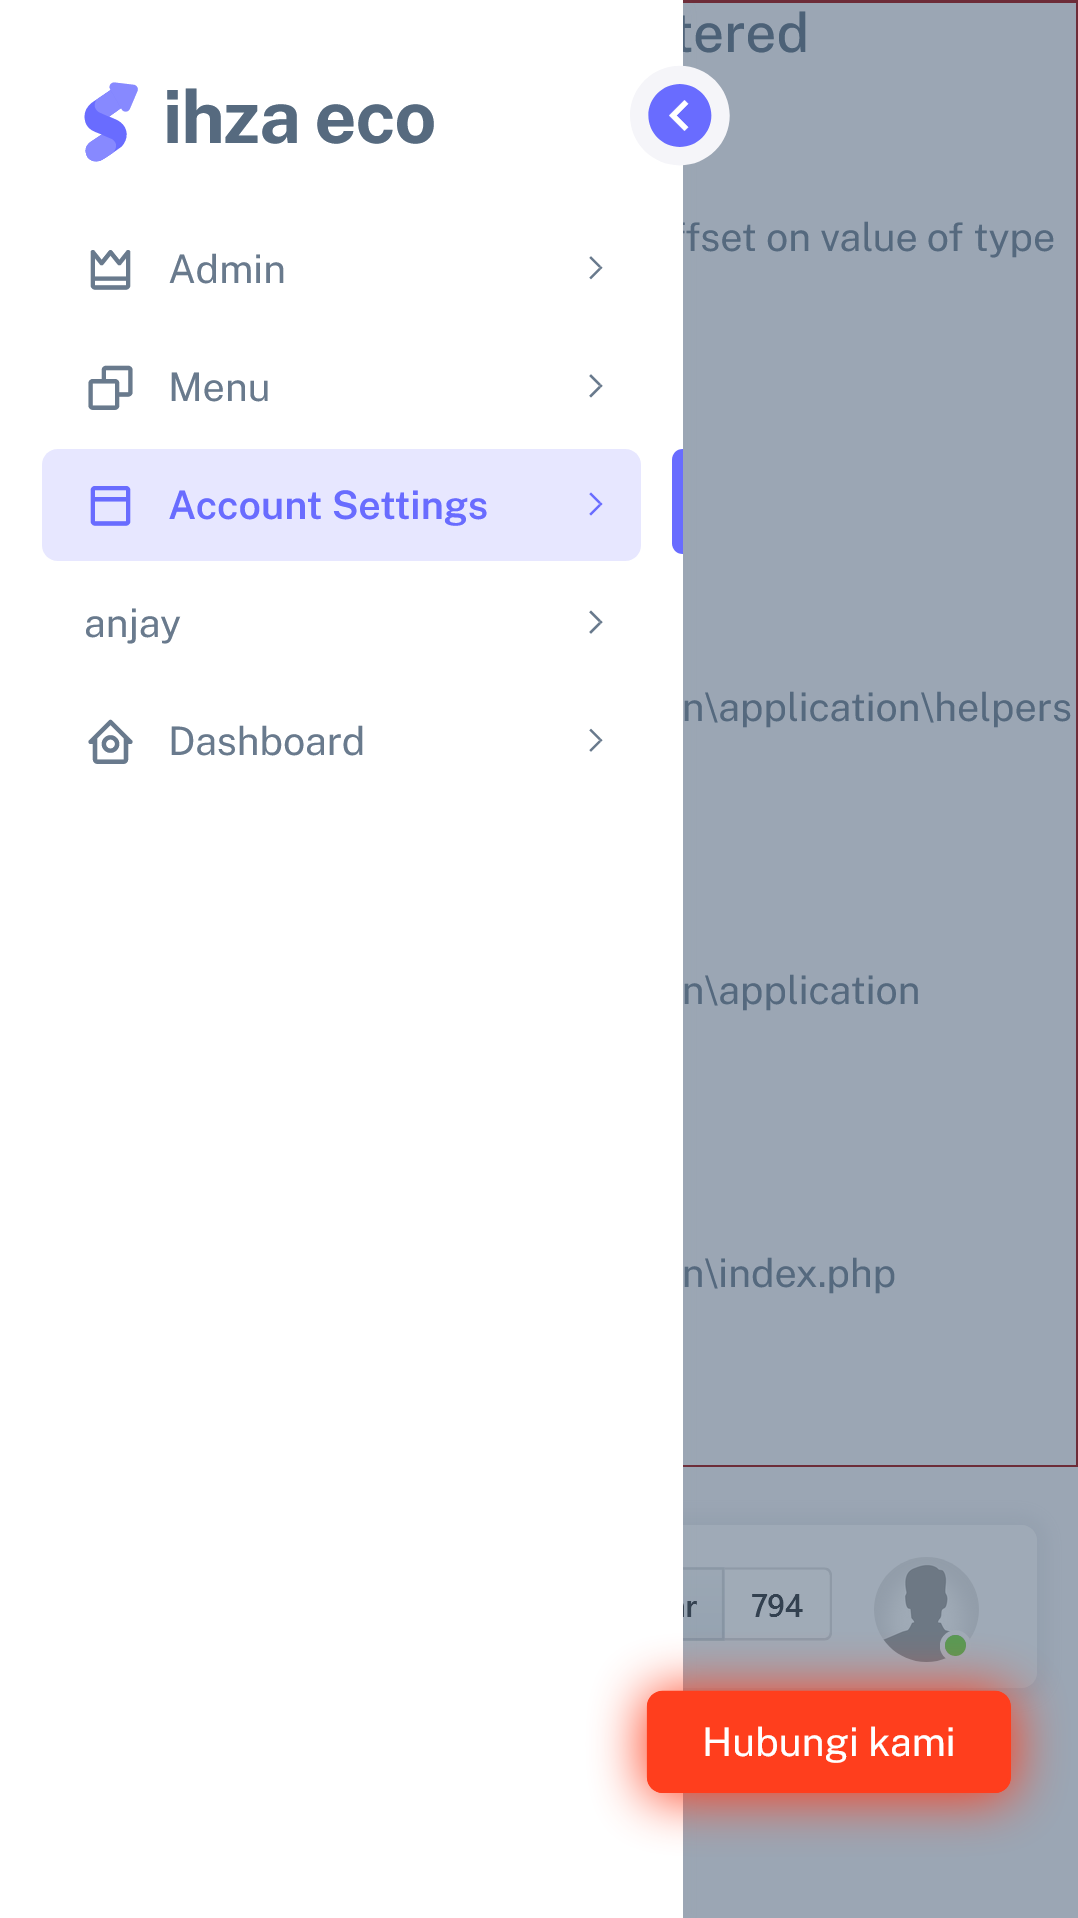 ihza eco
Admin
Menu
Account Settings
anjay
Dashboard
tered
ffset on value of type
n\application\helpers
n\application
n\index.php
ar
794
Hubungi kami